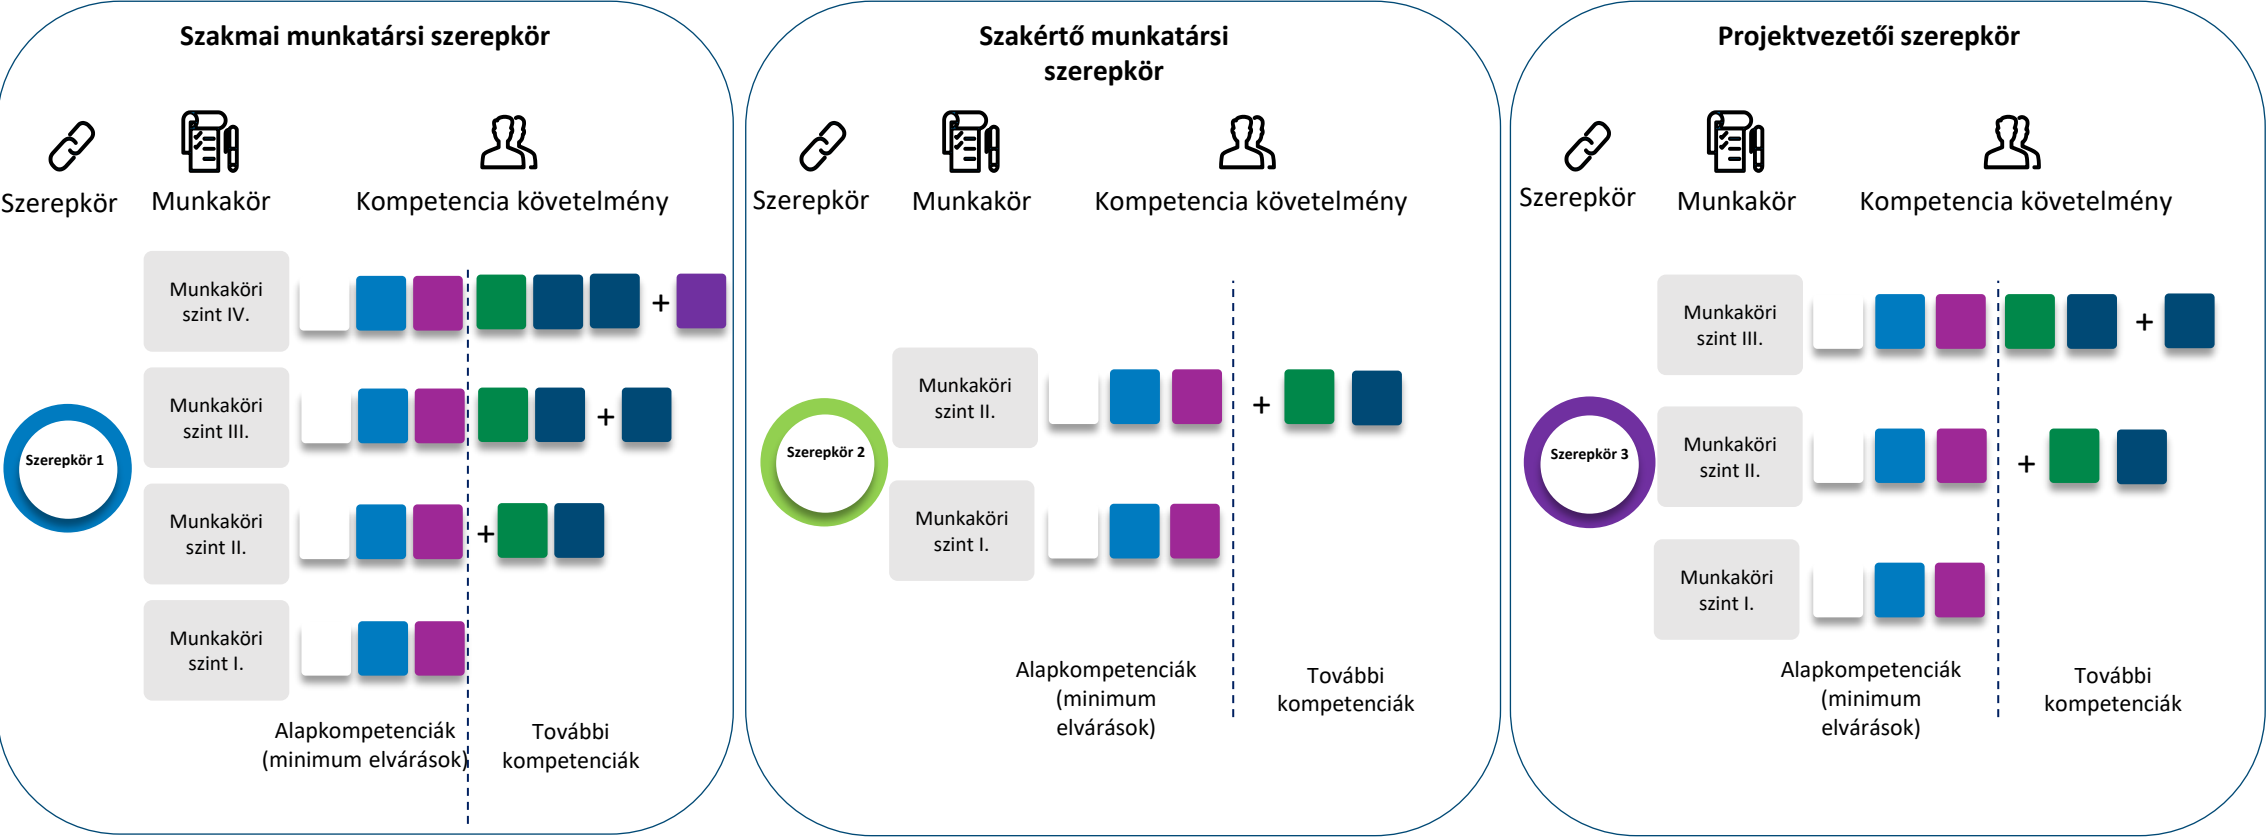 Szakmai munkatársi szerepkör
Szerepkör
Munkakör
Kompetencia követelmény
Munkaköri
szint IV.
+
Munkaköri
szint III.
+
Szerepkör 1
Munkaköri
szint II.
+
Munkaköri
szint I.
Alapkompetenciák
(minimum elvárások)
További
kompetenciák
Szakértő munkatársi
szerepkör
Szerepkör
Munkakör
Kompetencia követelmény
Munkaköri
szint II.
+
Szerepkör 2
Munkaköri
szint I.
Alapkompetenciák
(minimum
elvárások)
További
kompetenciák
Projektvezetői szerepkör
Szerepkör
Munkakör
Kompetencia követelmény
Munkaköri
szint III.
+
Munkaköri
szint II.
+
Szerepkör 3
Munkaköri
szint I.
Alapkompetenciák
(minimum
elvárások)
További
kompetenciák